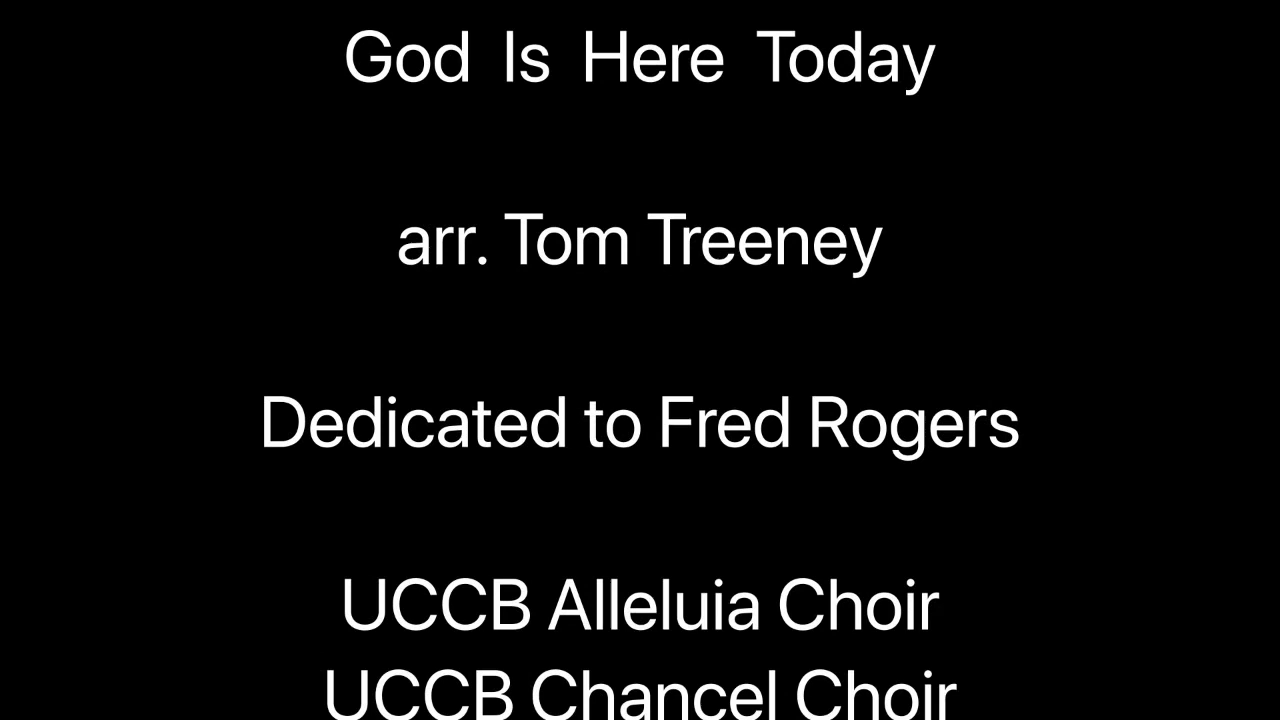 God Is Here Today
arr. Tom Treeney
Dedicated to Fred Rogers
UCCB Alleluia Choir
UCCB Chancel Choir